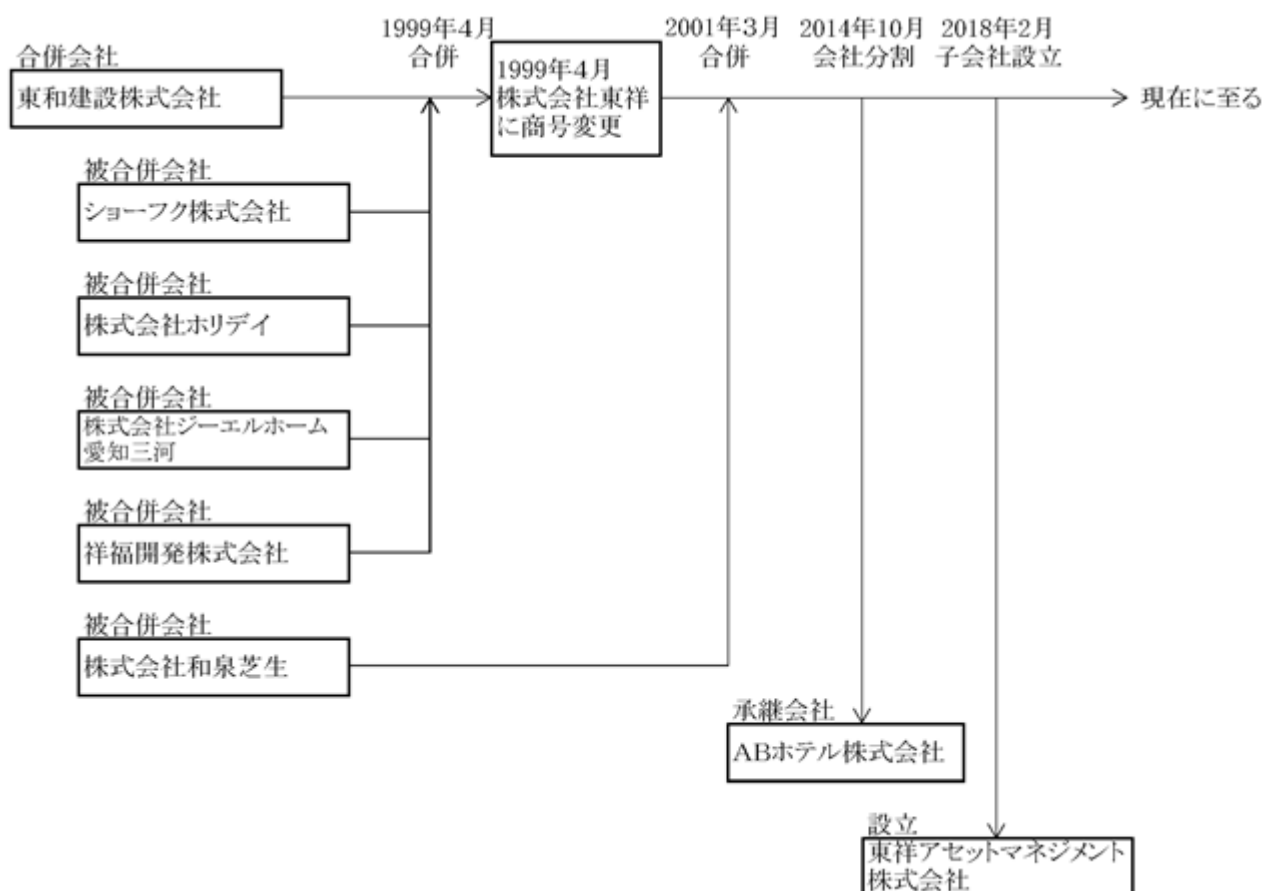 1999年4月
合併
2001年3月
合併
2014年10月
会社分割
2018年2月
子会社設立
合併会社
東和建設株式会社
1999年4月
株式会社東祥
に商号変更
現在に至る
被合併会社
ショーフク株式会社
被合併会社
株式会社ホリデイ
被合併会社
株式会社ジーエルホーム
愛知三河
被合併会社
祥福開発株式会社
被合併会社
株式会社和泉芝生
承継会社
ABホテル株式会社
設立
東祥アセットマネジメント
株式会社